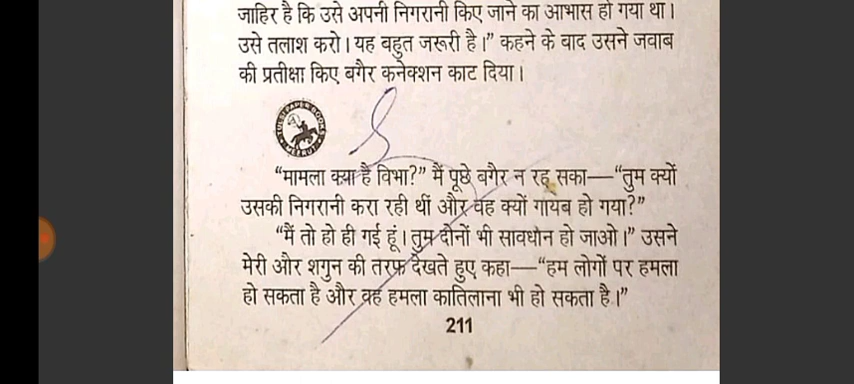 जाहिर है कि उसे अपनी निगरानी किए जाने का आभास हो गया था।
उसे तलाश करो। यह बहुत जरूरी है।” कहने के बाद उसने जवाब
की प्रतीक्षा किए बगैर कनेक्शन काट दिया।
“मामला क्या है विभा?” मैं पूछे बगैर न रह सका—“तुम क्यों
उसकी निगरानी करा रही थीं और वह क्यों गायब हो गया?”
“मैं तो हो ही गई हूं। तुम दोनों भी सावधान हो जाओ।” उसने
मेरी और शगुन की तरफ देखते हुए कहा—“हम लोगों पर हमला
हो सकता है और वह हमला कातिलाना भी हो सकता है।”
211